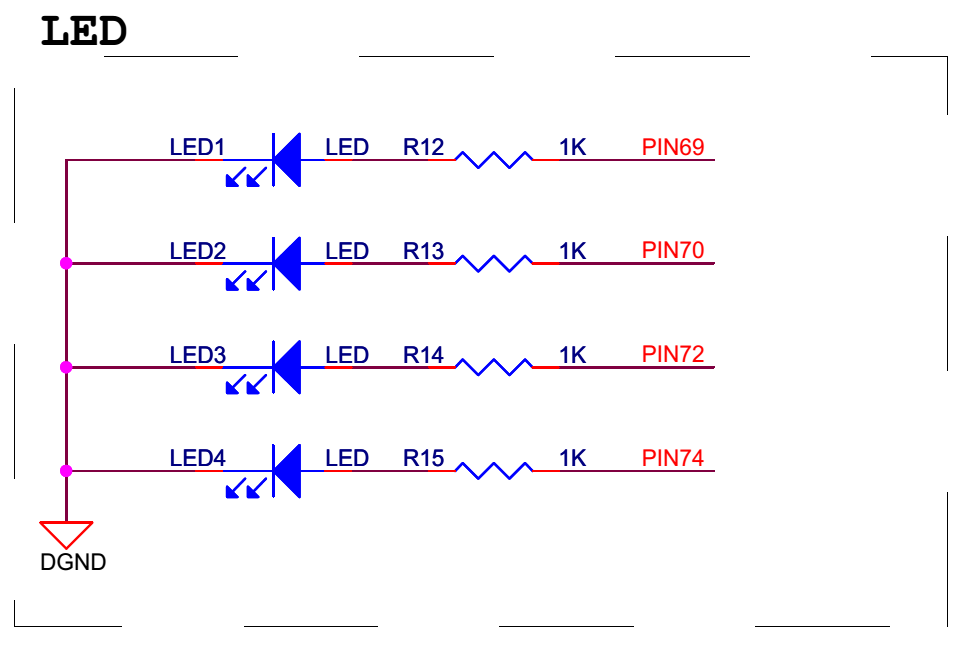 LED
LED1 LED R12 1K PIN69
LED2 LED R13 1K PIN70
LED3 LED R14 1K PIN72
LED4 LED R15 1K PIN74
DGND